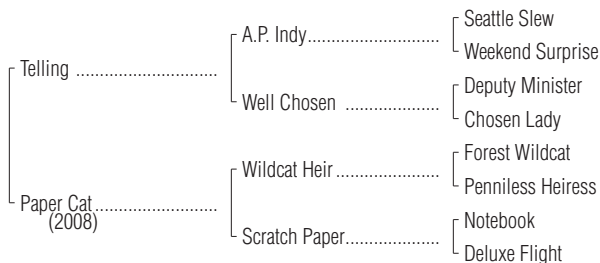 Seattle Slew
A.P. Indy
Weekend Surprise
Telling
Deputy Minister
Well Chosen
Chosen Lady
Forest Wildcat
Wildcat Heir
Penniless Heiress
Paper Cat
(2008)
Notebook
Scratch Paper
Deluxe Flight